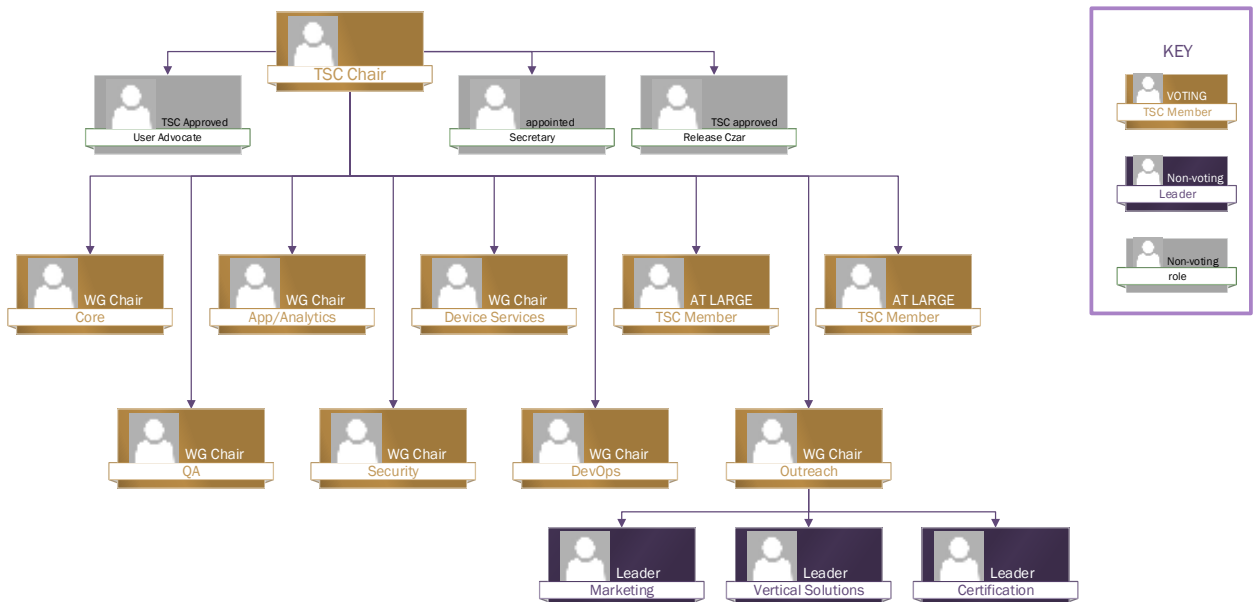 TSC Chair
TSC Approved
User Advocate
appointed
Secretary
TSC approved
Release Czar
WG Chair
Core
WG Chair
App/Analytics
WG Chair
Device Services
AT LARGE
TSC Member
AT LARGE
TSC Member
WG Chair
QA
WG Chair
Security
WG Chair
DevOps
WG Chair
Outreach
Leader
Marketing
Leader
Vertical Solutions
Leader
Certification
KEY
VOTING
TSC Member
Non-voting
Leader
Non-voting
role